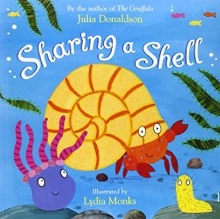 By the author of The Gruffalo
Julia Donaldson
Sharing a Shell
Illustrated by
Lydia Monks